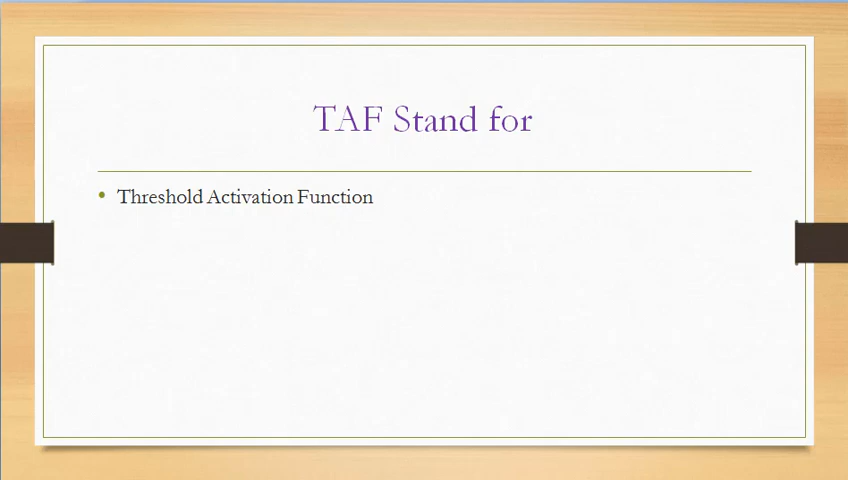 TAF Stand for
• Threshold Activation Function